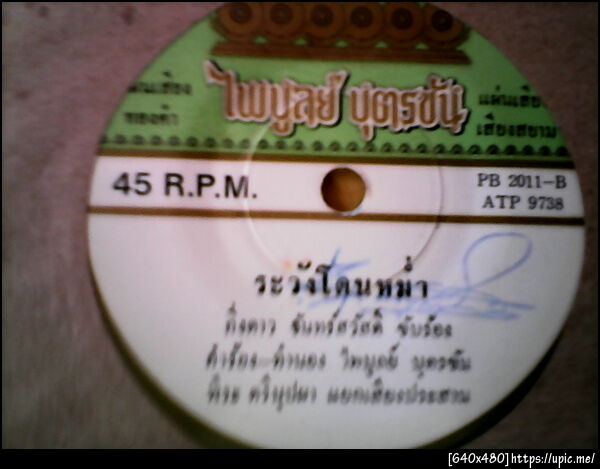 ไพบูลย์ บุตรขัน
แผ่นเสียง
ทองคำ
แผ่นเสียง
เสียงสยาม
45 R.P.M.
PB 2011-B
ATP 9738
ระวังโดนหม่ำ
กิ่งดาว จันทร์สวัสดิ์ ขับร้อง
คำร้อง-ทำนอง ไพบูลย์ บุตรขัน
พีระ ตรีบุปผา แยกเสียงประสาน
[640x480]https://upic.me/